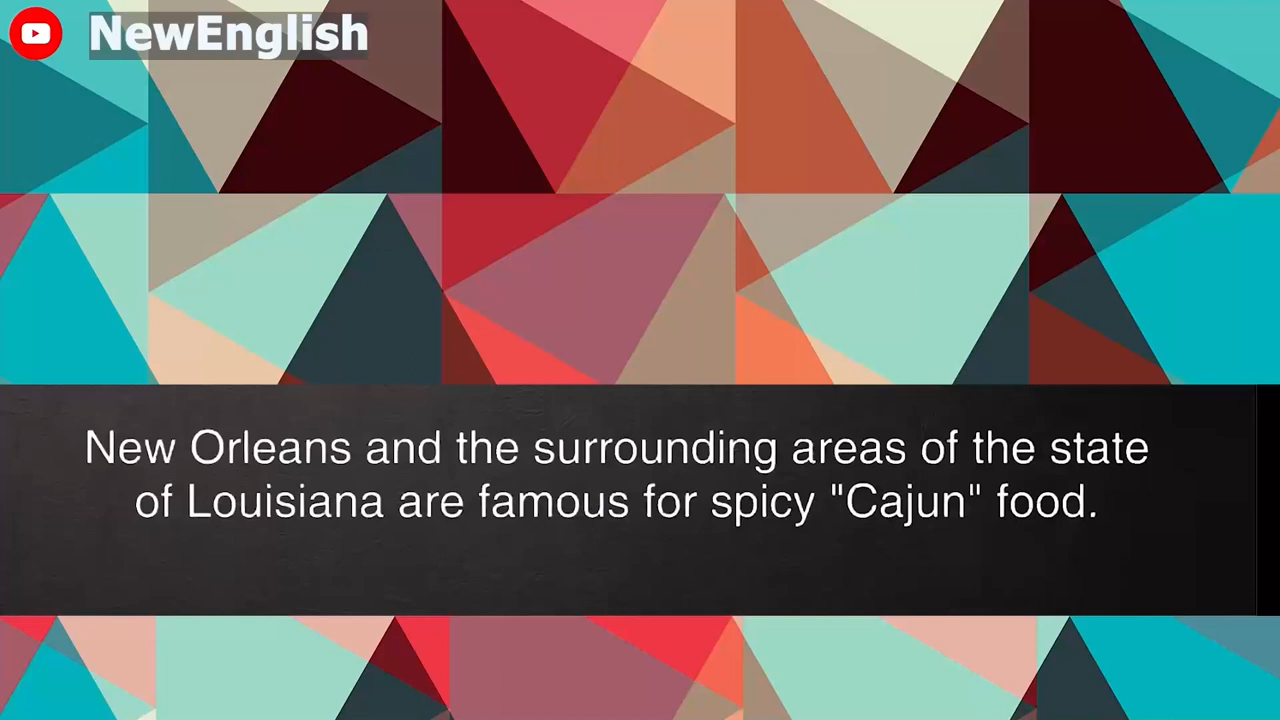 NewEnglish
New Orleans and the surrounding areas of the state
of Louisiana are famous for spicy "Cajun" food.